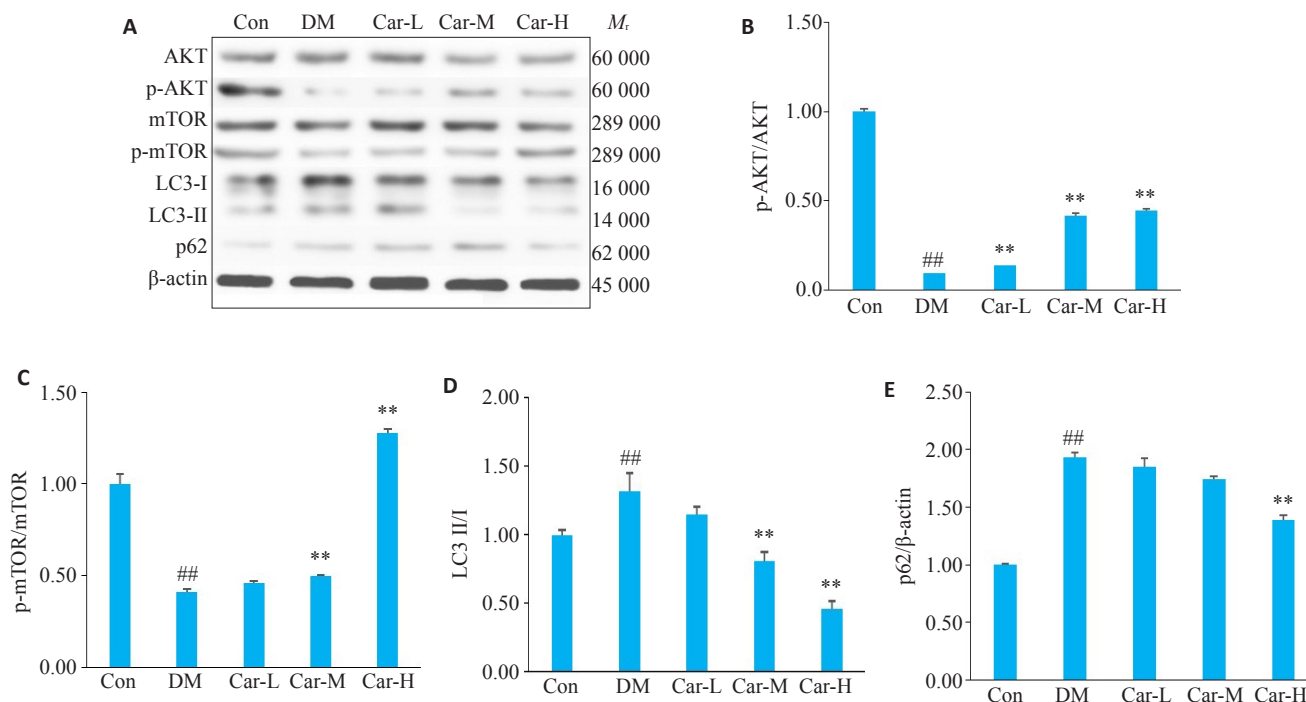 A
Con DM Car-L Car-M Car-H Mr
AKT 60 000
p-AKT 60 000
mTOR 289 000
p-mTOR 289 000
LC3-I 16 000
LC3-II 14 000
p62 62 000
β-actin 45 000
B
p-AKT/AKT
1.50
1.00
0.50
0.0
##
**
**
**
Con DM Car-L Car-M Car-H
C
p-mTOR/mTOR
1.50
1.00
0.50
0.00
##
**
**
Con DM Car-L Car-M Car-H
D
LC3 II/I
2.00
1.50
1.00
0.50
0.00
##
**
**
Con DM Car-L Car-M Car-H
E
p62/β-actin
2.50
2.00
1.50
1.00
0.50
0.00
##
**
Con DM Car-L Car-M Car-H